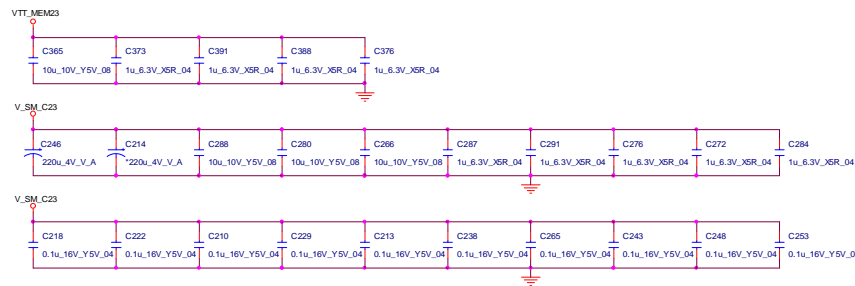 VTT_MEM23
C365 C373 C391 C388 C376
10u_10V_Y5V_08 1u_6.3V_X5R_04 1u_6.3V_X5R_04 1u_6.3V_X5R_04 1u_6.3V_X5R_04
V_SM_C23
C246 C214 C288 C280 C266 C287 C291 C276 C272 C284
220u_4V_V_A *220u_4V_V_A 10u_10V_Y5V_08 10u_10V_Y5V_08 10u_10V_Y5V_08 1u_6.3V_X5R_04 1u_6.3V_X5R_04 1u_6.3V_X5R_04 1u_6.3V_X5R_04 1u_6.3V_X5R_04
V_SM_C23
C218 C222 C210 C229 C213 C238 C265 C243 C248 C253
0.1u_16V_Y5V_04 0.1u_16V_Y5V_04 0.1u_16V_Y5V_04 0.1u_16V_Y5V_04 0.1u_16V_Y5V_04 0.1u_16V_Y5V_04 0.1u_16V_Y5V_04 0.1u_16V_Y5V_04 0.1u_16V_Y5V_04 0.1u_16V_Y5V_0